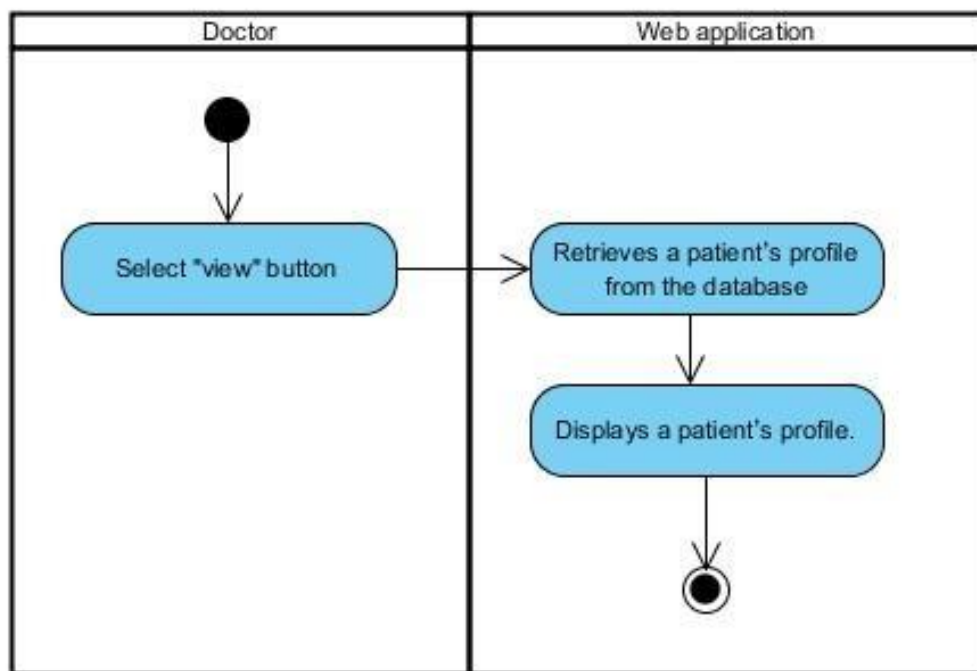 Doctor
Web application
Select "view" button
Retrieves a patient's profile
from the database
Displays a patient's profile.